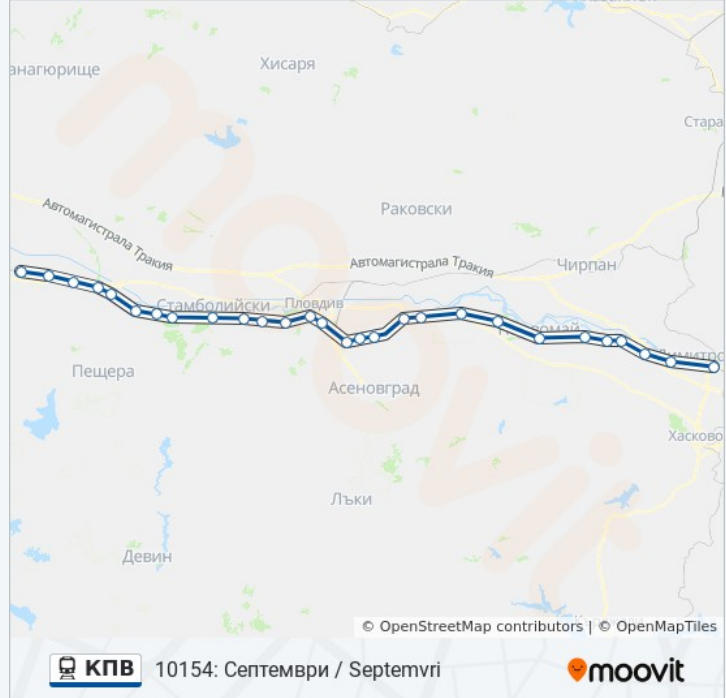 Хисаря
Стара
Раковски
Автомагистрала Тракия
Автомагистрала Тракия
Чирпан
Стамболийски
Пловдив
Пещера
Асеновград
Хасково
Лъки
Девин
© OpenStreetMap contributors | © OpenMapTiles
КПВ
10154: Септември / Septemvri
moovit